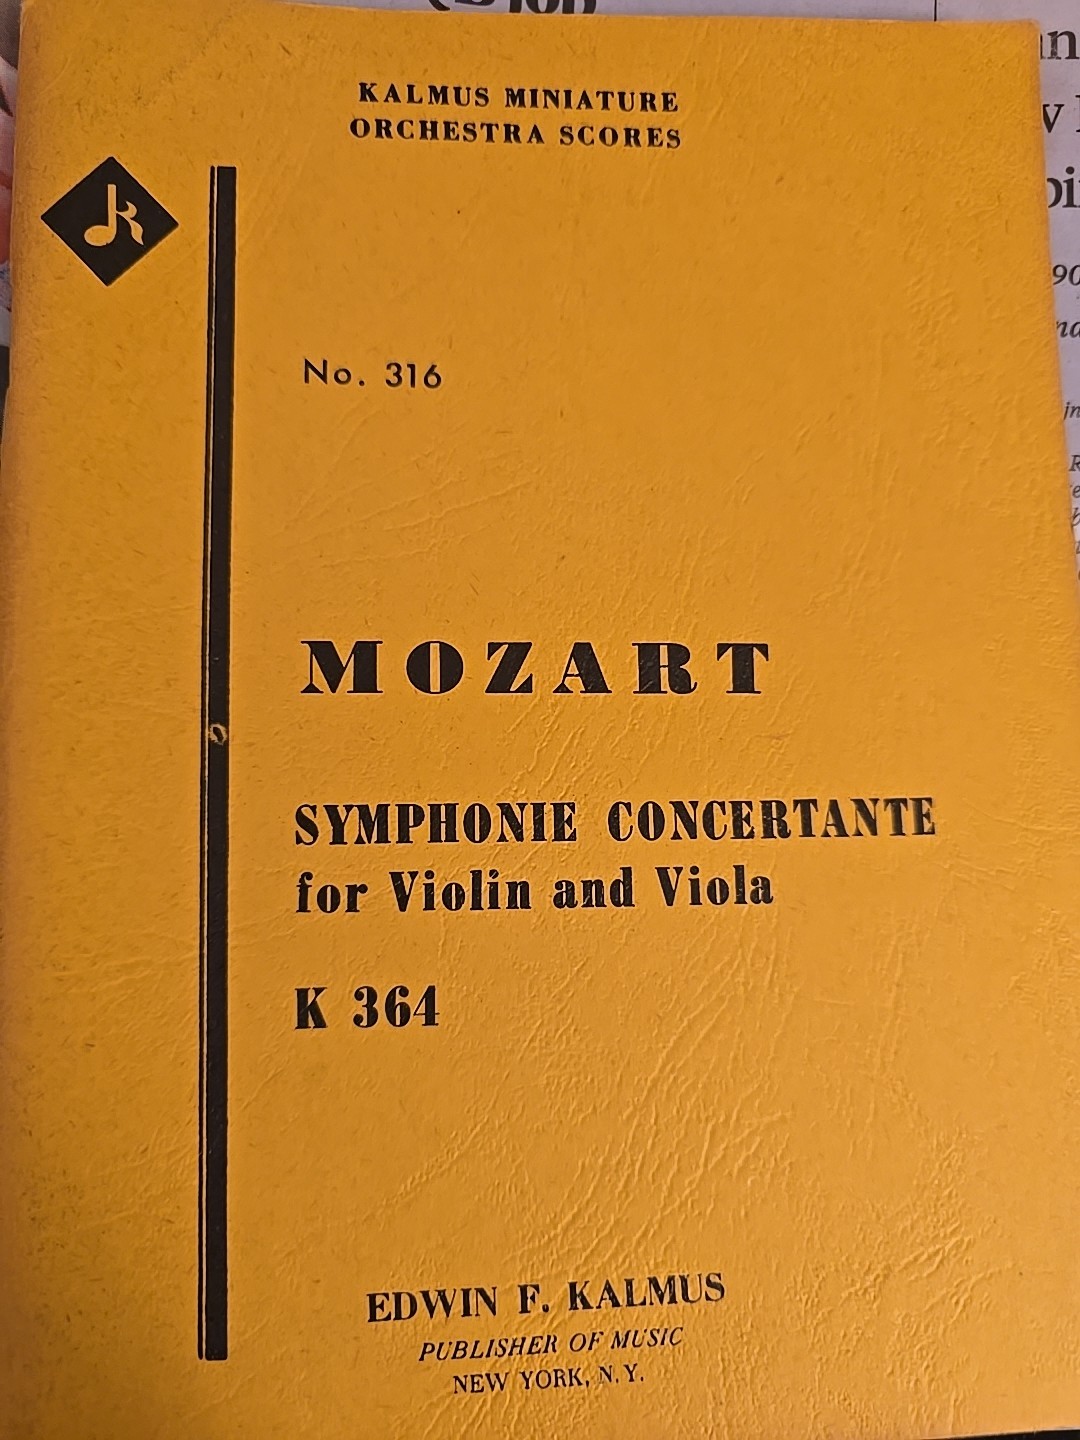 KALMUS MINIATURE
ORCHESTRA SCORES
k
No. 316
MOZART
SYMPHONIE CONCERTANTE
for Violin and Viola
K 364
EDWIN F. KALMUS
PUBLISHER OF MUSIC
NEW YORK, N.Y.